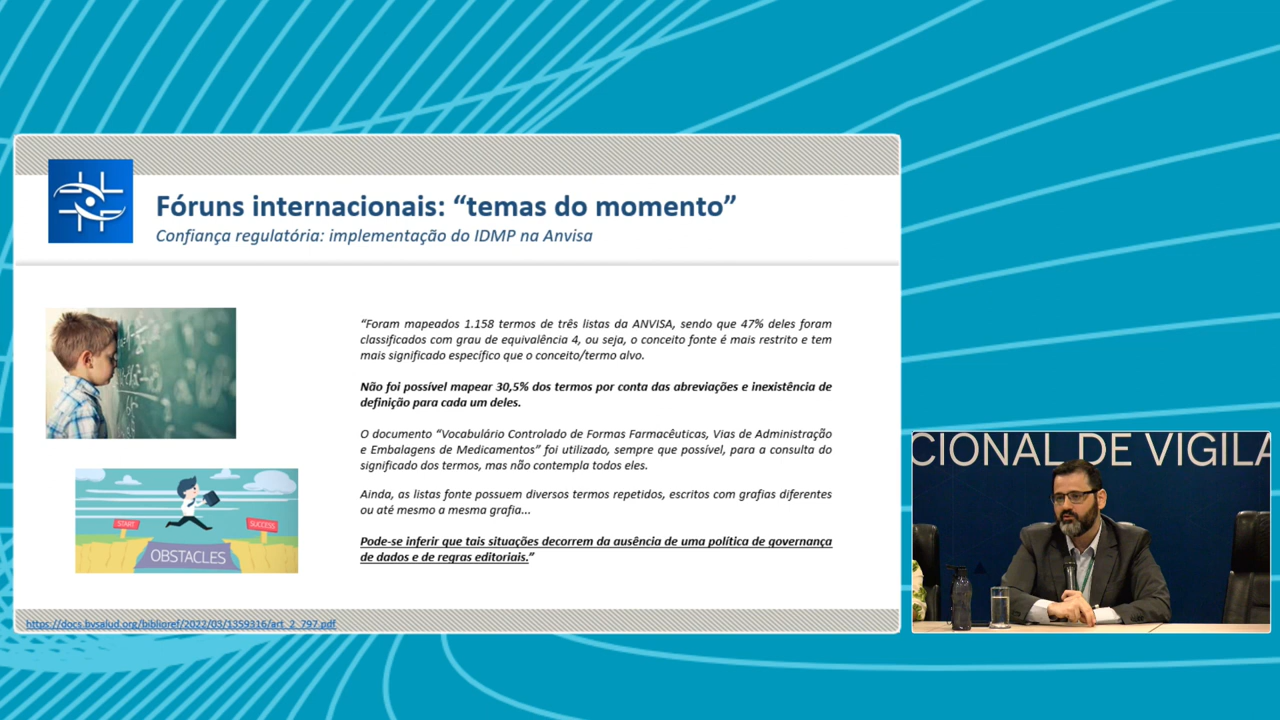 Fóruns internacionais: “temas do momento”
Confiança regulatória: implementação do IDMP na Anvisa
“Foram mapeados 1.158 termos de três listas da ANVISA, sendo que 47% deles foram
classificados com grau de equivalência 4, ou seja, o conceito fonte é mais restrito e tem
mais significado específico que o conceito/termo alvo.
Não foi possível mapear 30,5% dos termos por conta das abreviações e inexistência de
definição para cada um deles.
O documento “Vocabulário Controlado de Formas Farmacêuticas, Vias de Administração
e Embalagens de Medicamentos” foi utilizado, sempre que possível, para a consulta do
significado dos termos, mas não contempla todos eles.
Ainda, as listas fonte possuem diversos termos repetidos, escritos com grafias diferentes
ou até mesmo a mesma grafia...
Pode-se inferir que tais situações decorrem da ausência de uma política de governança
de dados e de regras editoriais.”
START
SUCCESS
OBSTACLES
https://docs.bvsalud.org/biblioref/2022/03/1359316/art_2_797.pdf
CIONAL DE VIGILA